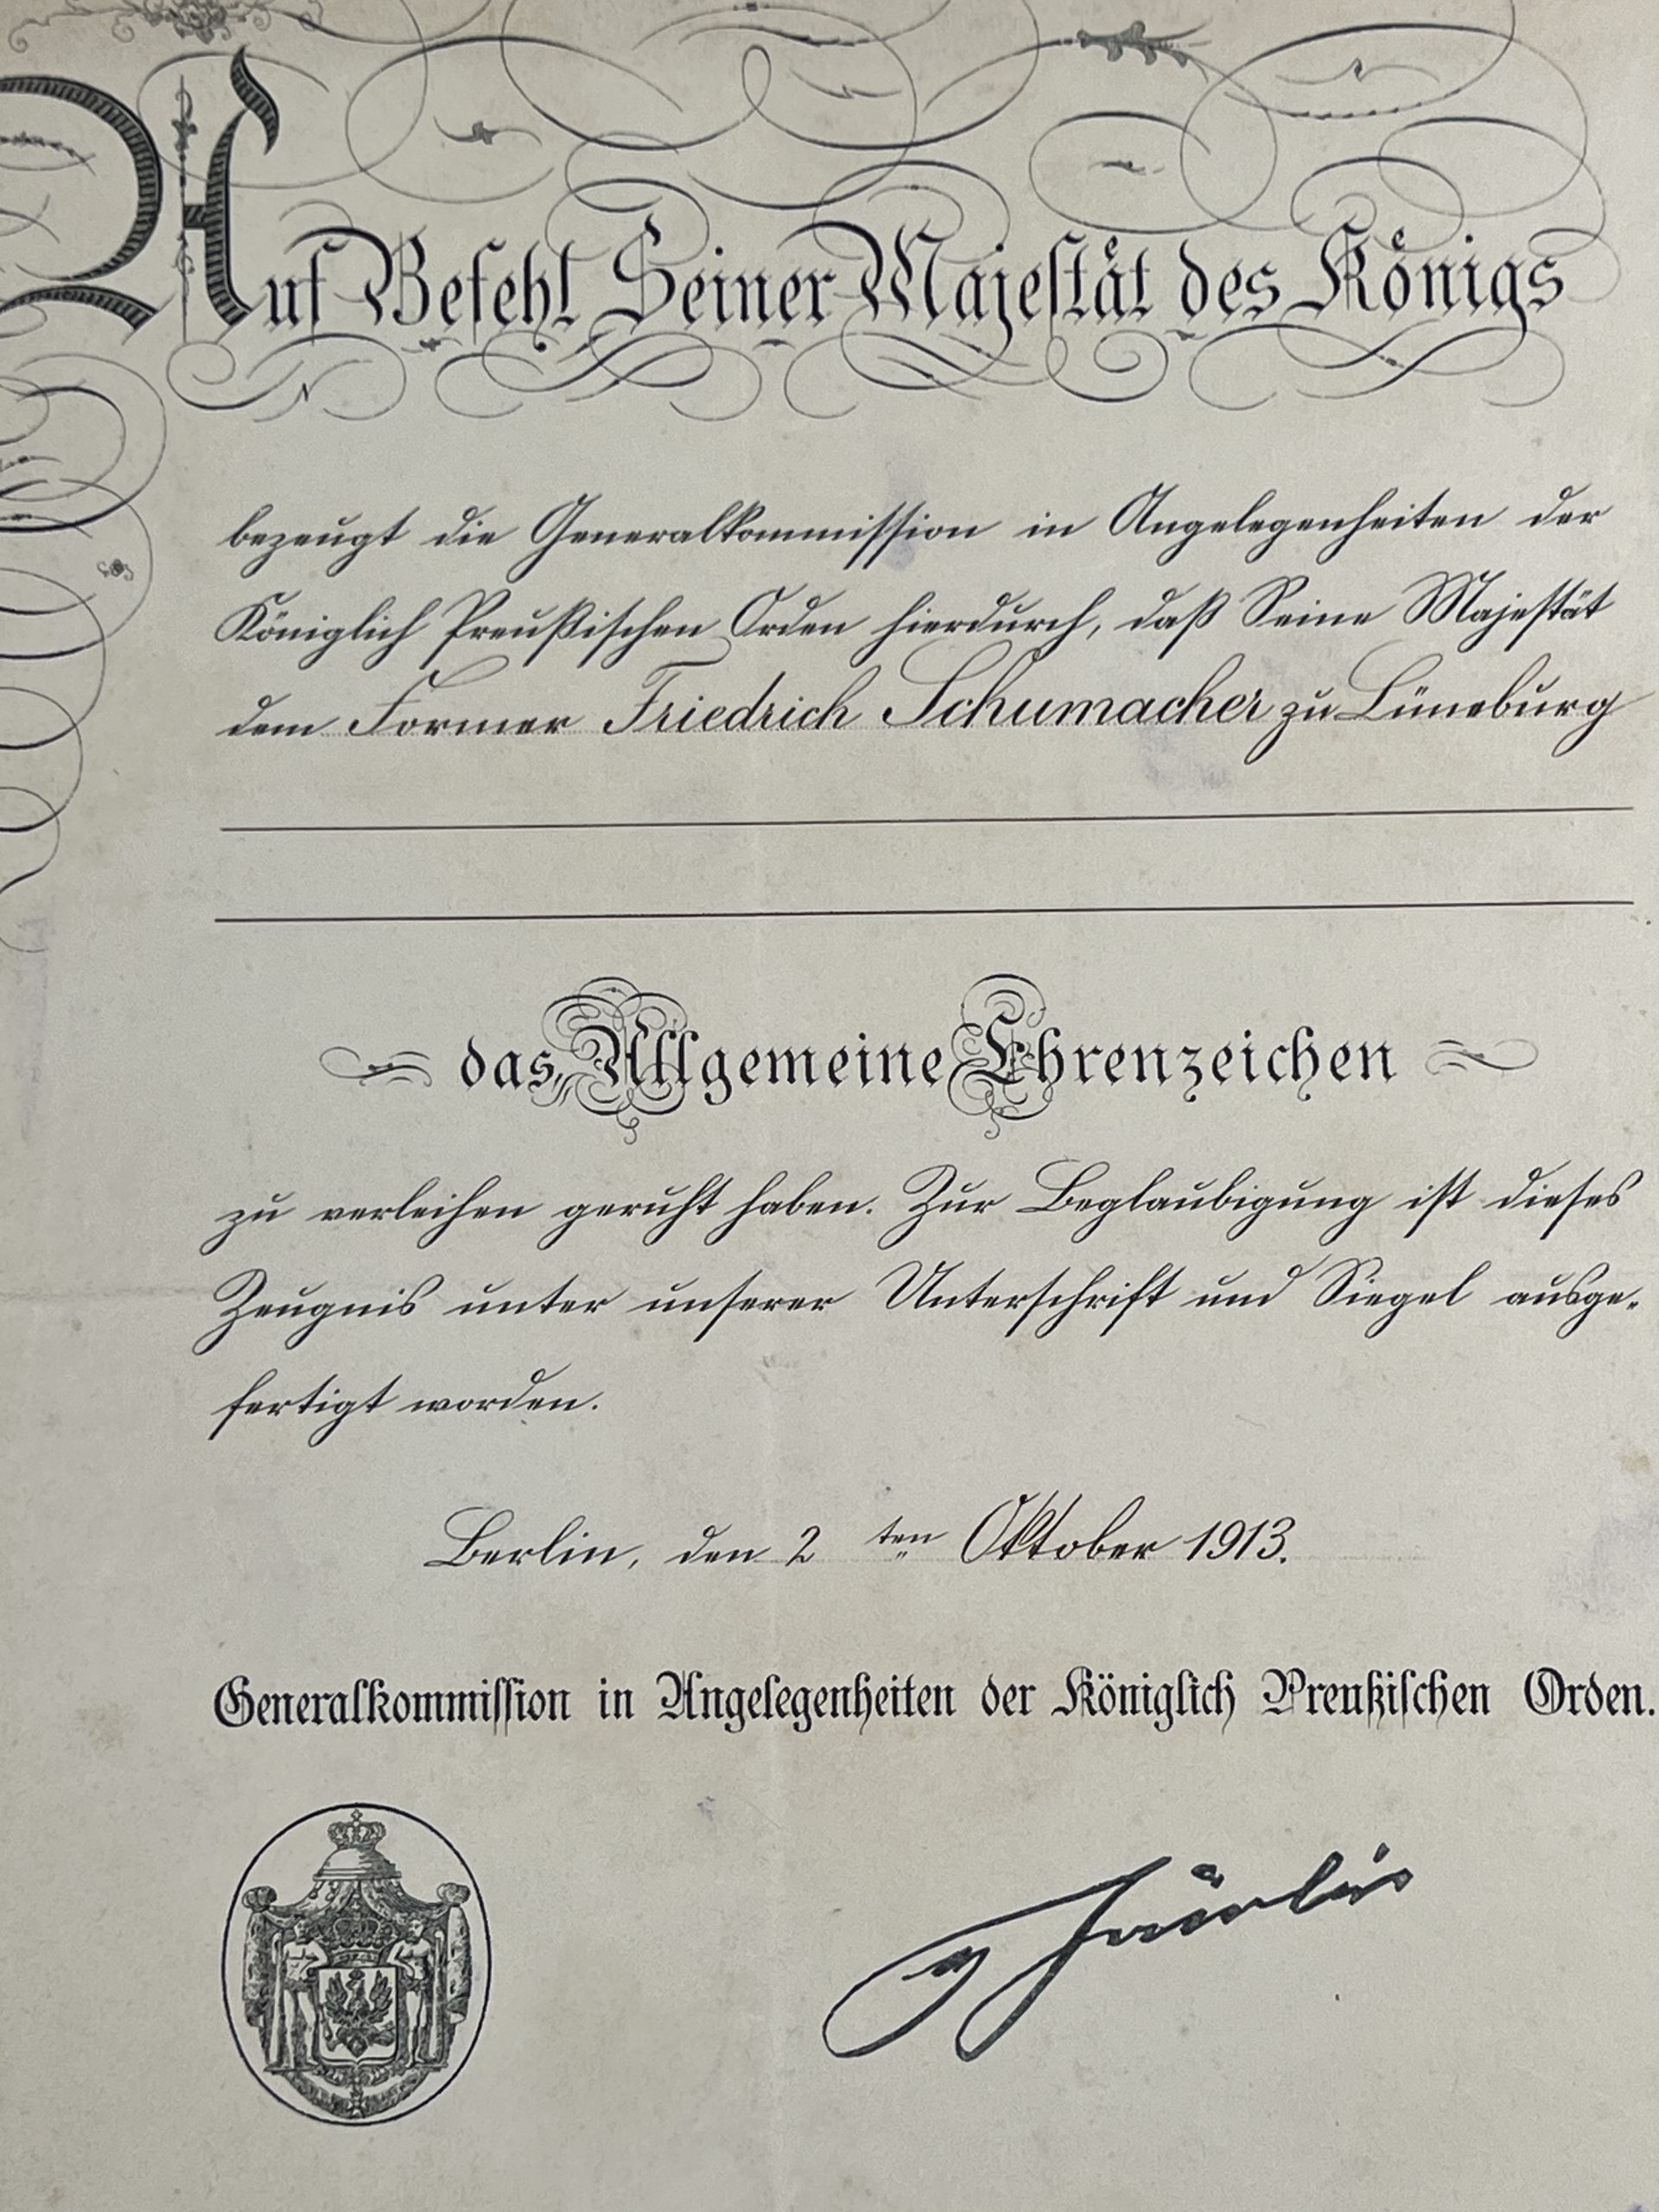 Auf Befehl Seiner Majestät des Königs
bezeugt die Generalkommission in Angelegenheiten der
Königlich Preußischen Orden hierdurch, daß Seine Majestät
dem Former Friedrich Schumacher zu Lüneburg
das Allgemeine Ehrenzeichen
zu verleihen geruht haben. Zur Beglaubigung ist dieses
Zeugnis unter unserer Unterschrift und Siegel ausge-
fertigt worden.
Berlin, den 2 ten Oktober 1913.
Generalkommission in Angelegenheiten der Königlich Preußischen Orden.